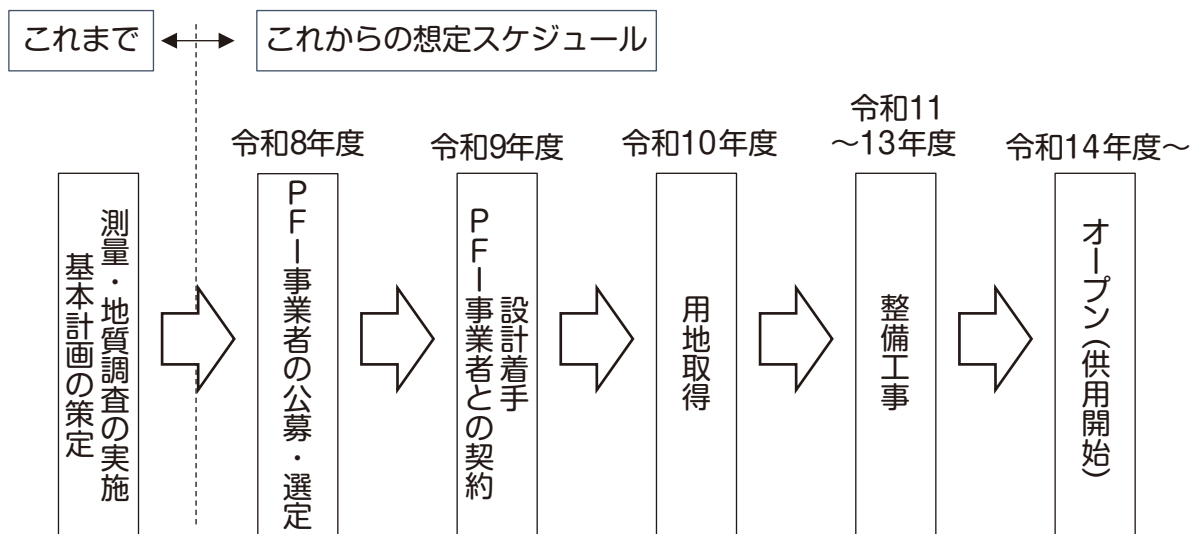 これまで
これからの想定スケジュール
令和8年度
令和9年度
令和10年度
令和11
～13年度
令和14年度～
測量・地質調査の実施
基本計画の策定
PFI事業者の公募・選定
設計着手
PFI事業者との契約
用地取得
整備工事
オープン（供用開始）